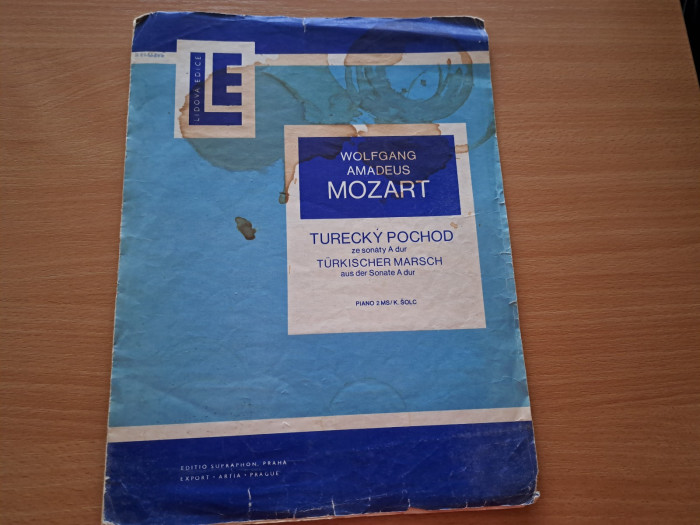 LIDOVÁ EDICE
LE
WOLFGANG
AMADEUS
MOZART
TURECKÝ POCHOD
ze sonáty A dur
TÜRKISCHER MARSCH
aus der Sonate A dur
PIANO 2 MS/K. ŠOLC
EDITIO SUPRAPHON, PRAHA
EXPORT • ARTIA • PRAGUE